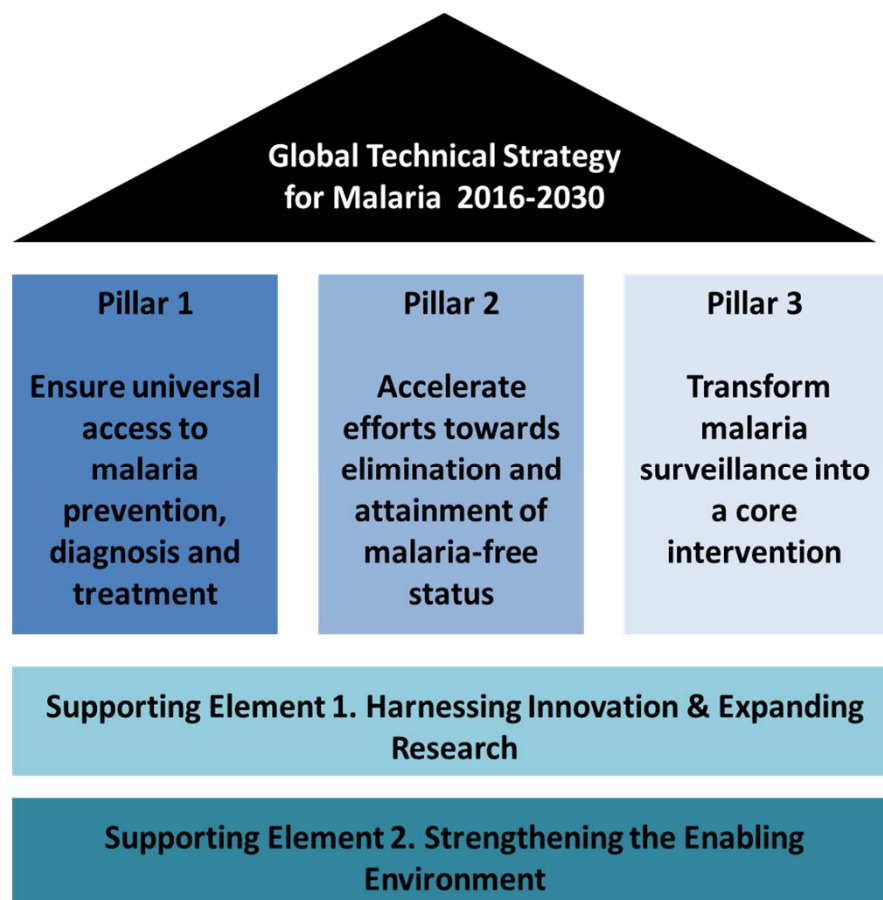 Global Technical Strategy
for Malaria 2016-2030
Pillar 1
Ensure universal
access to
malaria
prevention,
diagnosis and
treatment
Pillar 2
Accelerate
efforts towards
elimination and
attainment of
malaria-free
status
Pillar 3
Transform
malaria
surveillance into
a core
intervention
Supporting Element 1. Harnessing Innovation & Expanding
Research
Supporting Element 2. Strengthening the Enabling
Environment